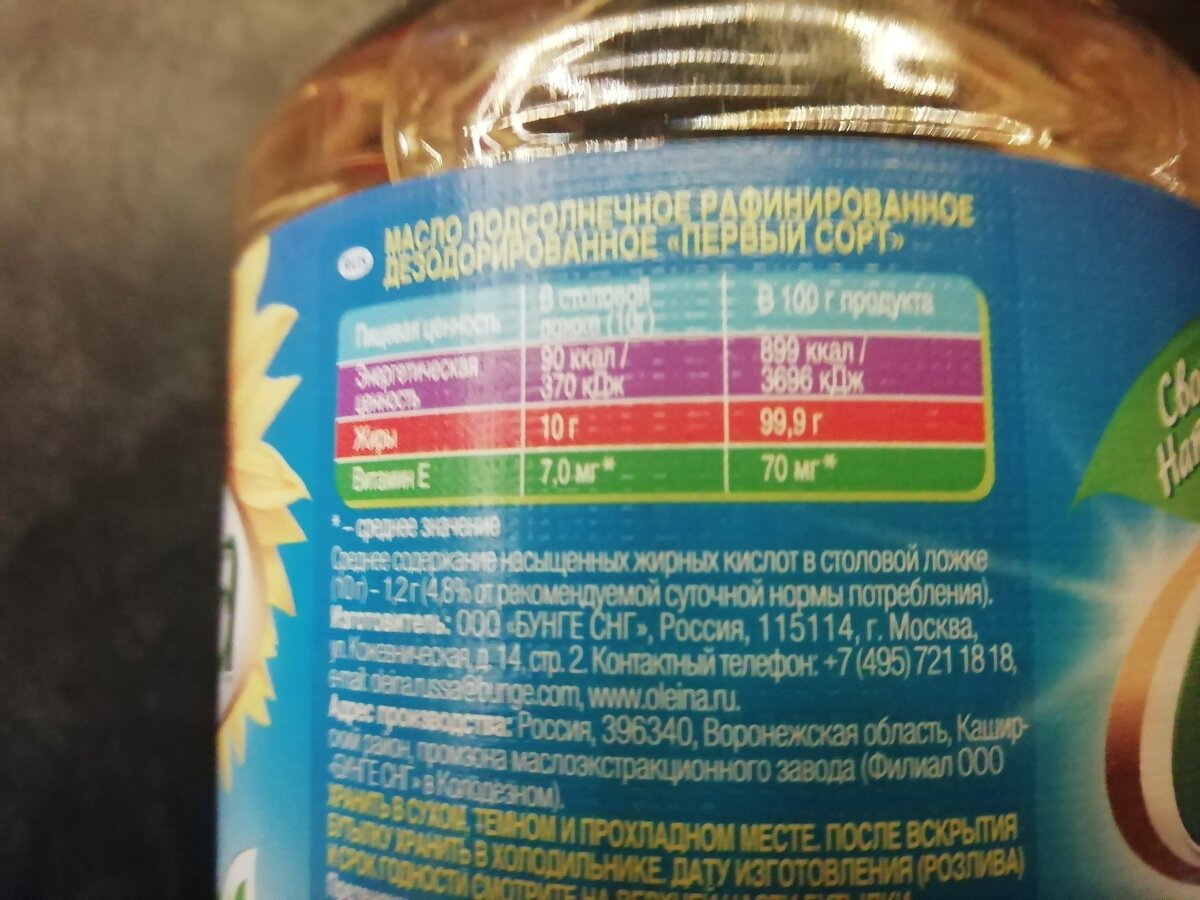 МАСЛО ПОДСОЛНЕЧНОЕ РАФИНИРОВАННОЕ
ДЕЗОДОРИРОВАННОЕ «ПЕРВЫЙ СОРТ»
Пищевая ценность
В столовой ложке (10г)
В 100 г продукта
Энергетическая ценность
90 ккал / 370 кДж
899 ккал / 3696 кДж
Жиры
10 г
99,9 г
Витамин Е
7,0 мг*
70 мг*
* – среднее значение
Среднее содержание насыщенных жирных кислот в столовой ложке
(10г) - 1,2 г (4,8% от рекомендуемой суточной нормы потребления).
Изготовитель: ООО «БУНГЕ СНГ», Россия, 115114, г. Москва,
ул. Кожевническая, д. 14, стр. 2. Контактный телефон: +7 (495) 721 18 18,
e-mail: oleina.russia@bunge.com, www.oleina.ru.
Адрес производства: Россия, 396340, Воронежская область, Кашир-
ский район, промзона маслоэкстракционного завода (Филиал ООО
«БУНГЕ СНГ» в Колодезном).
ХРАНИТЬ В СУХОМ, ТЕМНОМ И ПРОХЛАДНОМ МЕСТЕ. ПОСЛЕ ВСКРЫТИЯ
БУТЫЛКУ ХРАНИТЬ В ХОЛОДИЛЬНИКЕ. ДАТУ ИЗГОТОВЛЕНИЯ (РОЗЛИВА)
И СРОК ГОДНОСТИ СМОТРИТЕ НА